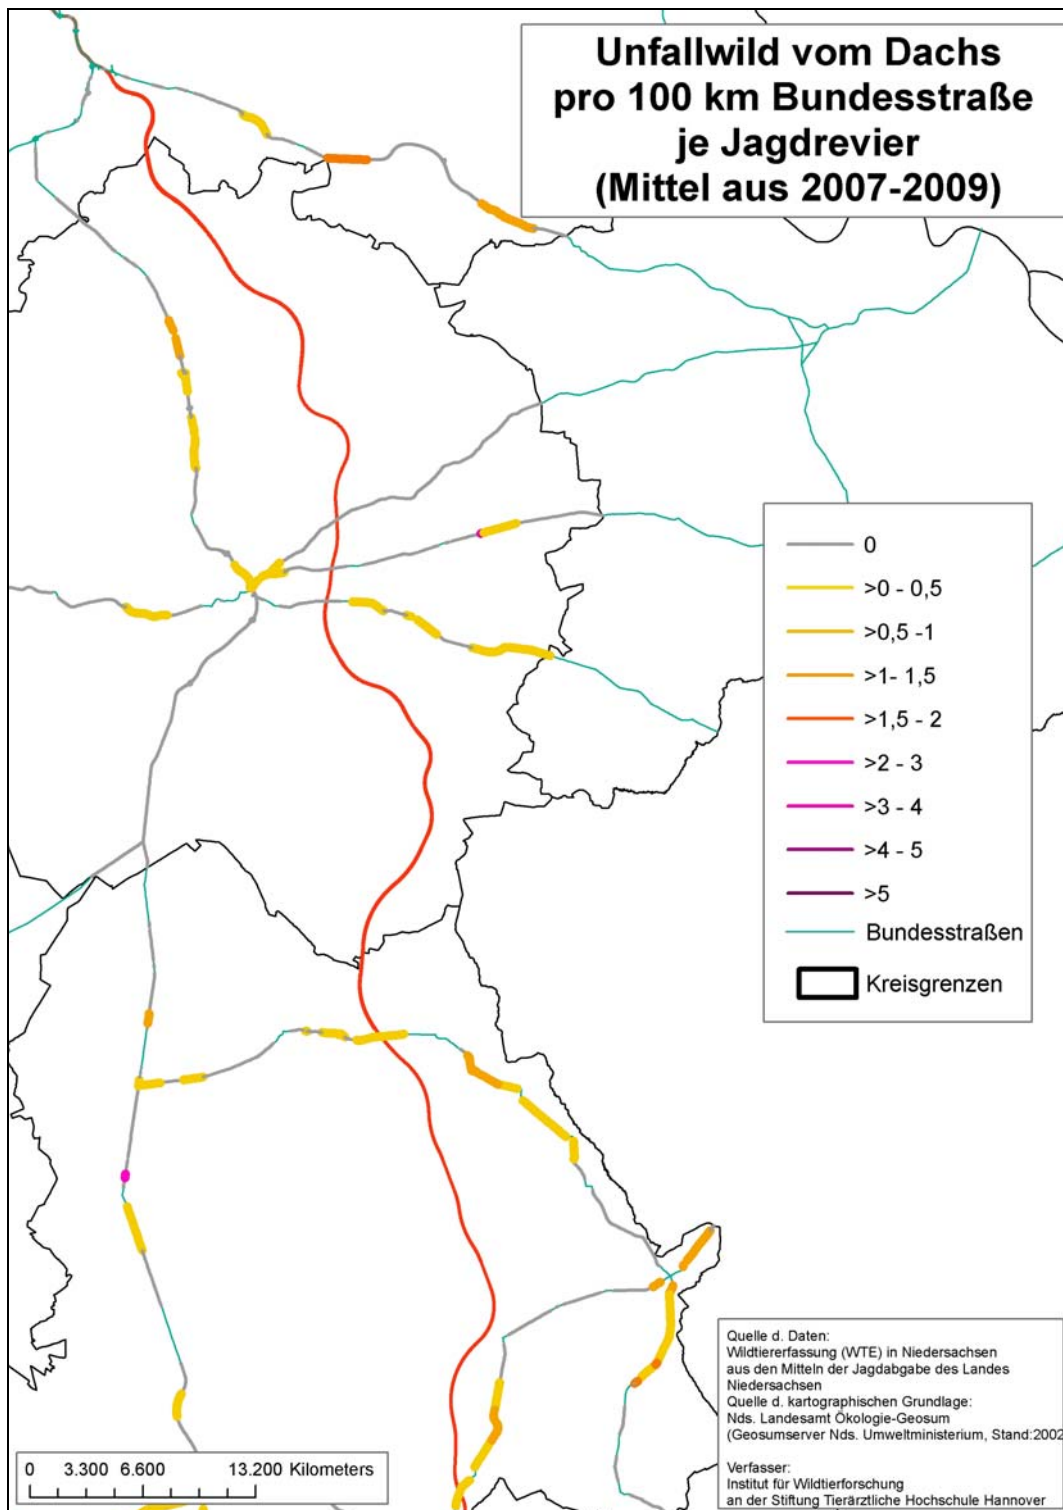 Unfallwild vom Dachs
pro 100 km Bundesstraße
je Jagdrevier
(Mittel aus 2007-2009)
0
>0 - 0,5
>0,5 -1
>1- 1,5
>1,5 - 2
>2 - 3
>3 - 4
>4 - 5
>5
Bundesstraßen
Kreisgrenzen
Quelle d. Daten:
Wildtiererfassung (WTE) in Niedersachsen
aus den Mitteln der Jagdabgabe des Landes
Niedersachsen
Quelle d. kartographischen Grundlage:
Nds. Landesamt Ökologie-Geosum
(Geosumserver Nds. Umweltministerium, Stand:2002
Verfasser:
Institut für Wildtierforschung
an der Stiftung Tierärztliche Hochschule Hannover
0 3.300 6.600 13.200 Kilometers